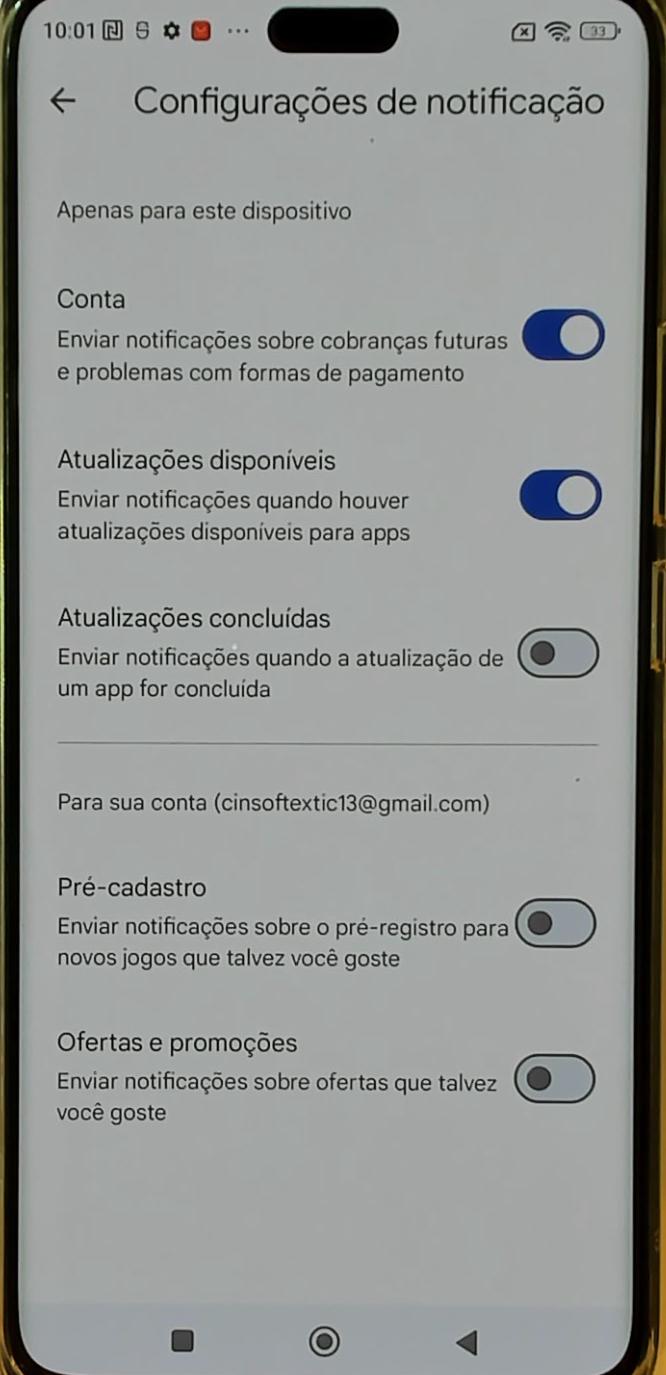 10:01
33
Configurações de notificação
Apenas para este dispositivo
Conta
Enviar notificações sobre cobranças futuras
e problemas com formas de pagamento
Atualizações disponíveis
Enviar notificações quando houver
atualizações disponíveis para apps
Atualizações concluídas
Enviar notificações quando a atualização de
um app for concluída
Para sua conta (cinsoftextic13@gmail.com)
Pré-cadastro
Enviar notificações sobre o pré-registro para
novos jogos que talvez você goste
Ofertas e promoções
Enviar notificações sobre ofertas que talvez
você goste